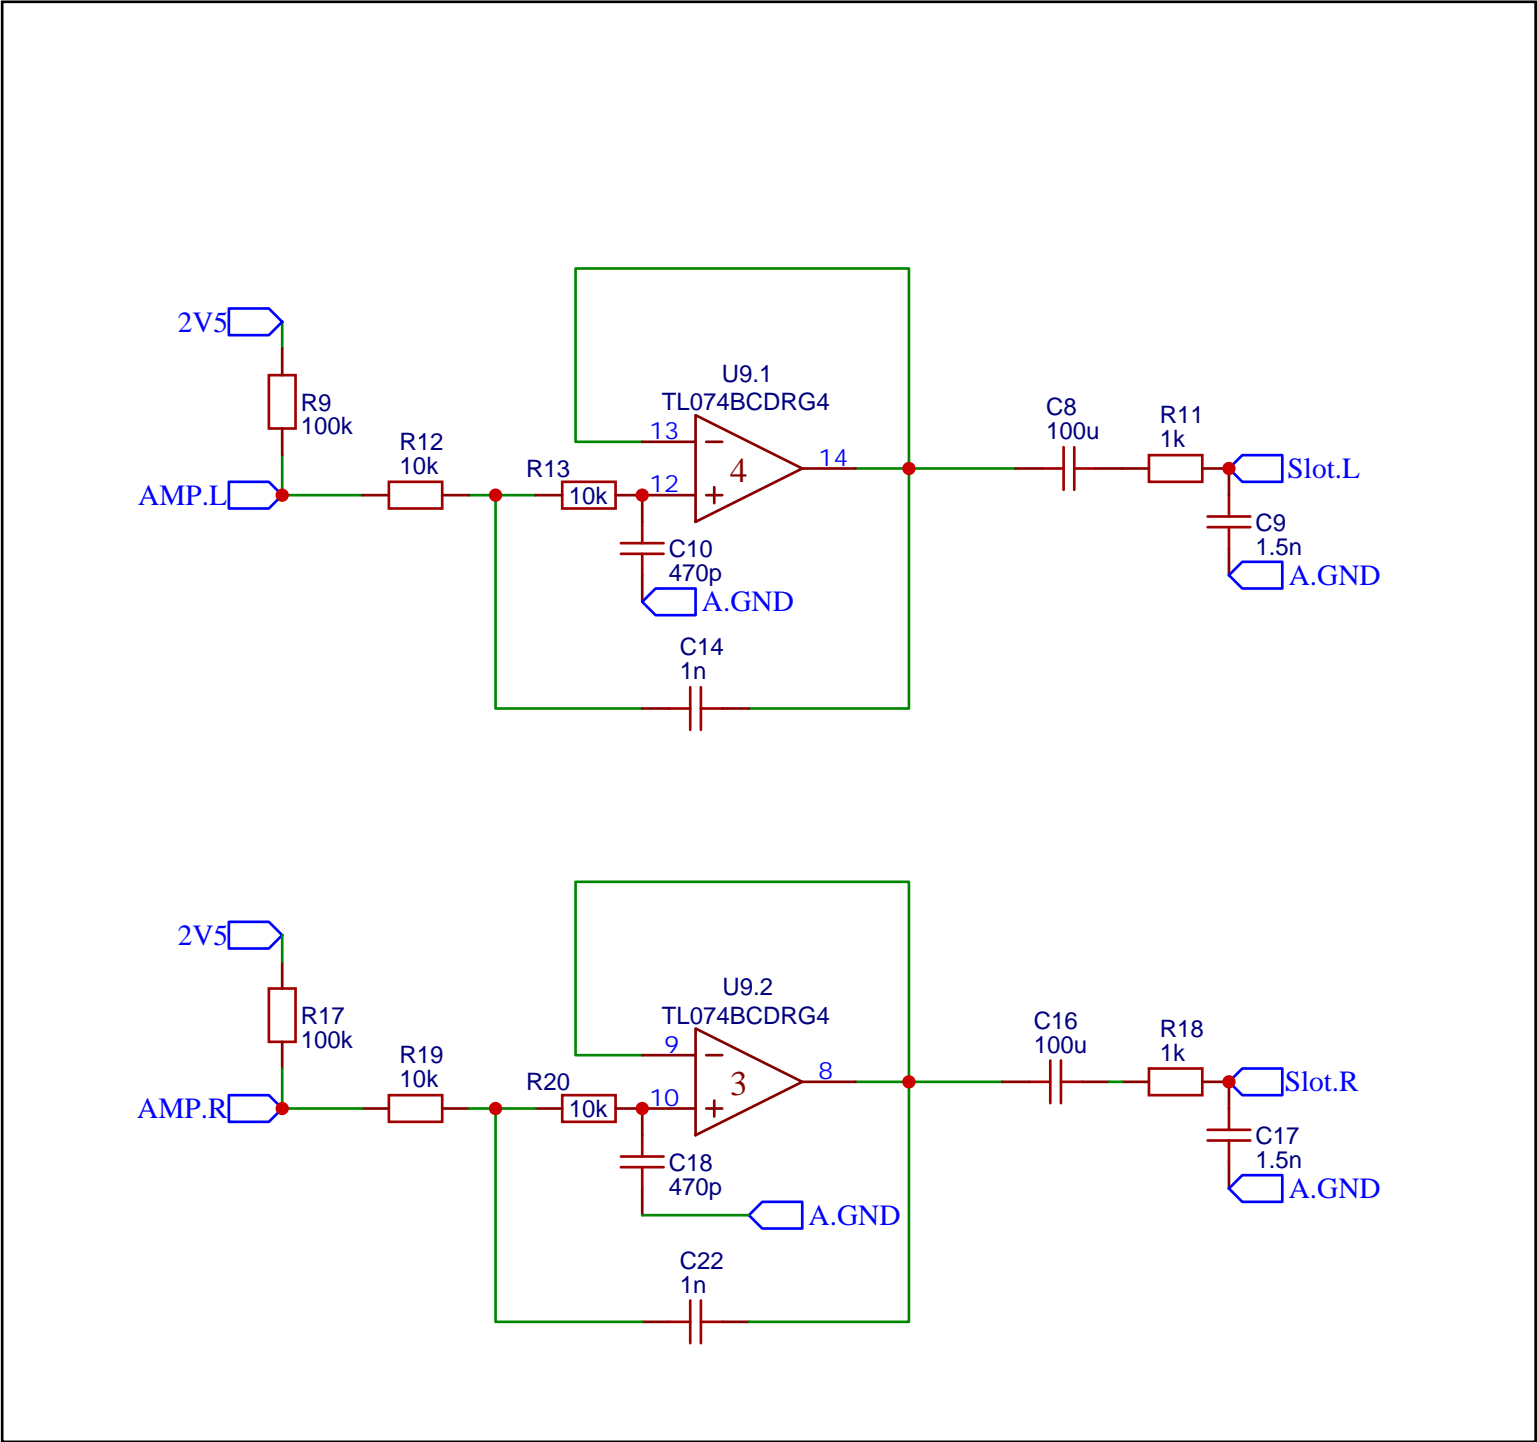 2V5
R9
100k
AMP.L
R12
10k
R13
10k
U9.1
TL074BCDRG4
13
12
4
14
C10
470p
A.GND
C14
1n
C8
100u
R11
1k
Slot.L
C9
1.5n
A.GND
2V5
R17
100k
AMP.R
R19
10k
R20
10k
U9.2
TL074BCDRG4
9
10
3
8
C18
470p
A.GND
C22
1n
C16
100u
R18
1k
Slot.R
C17
1.5n
A.GND